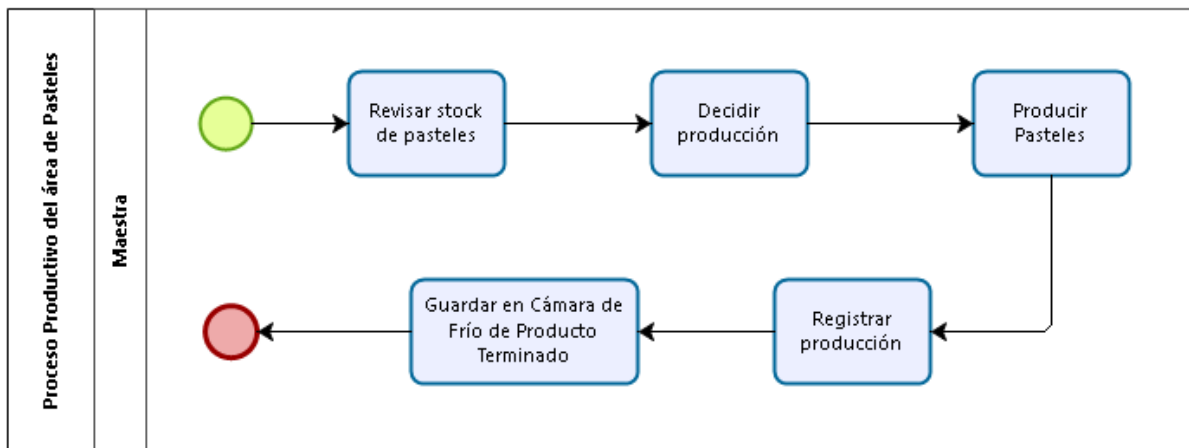 Proceso Productivo del área de Pasteles
Maestra
Revisar stock
de pasteles
Decidir
producción
Producir
Pasteles
Guardar en Cámara de
Frío de Producto
Terminado
Registrar
producción